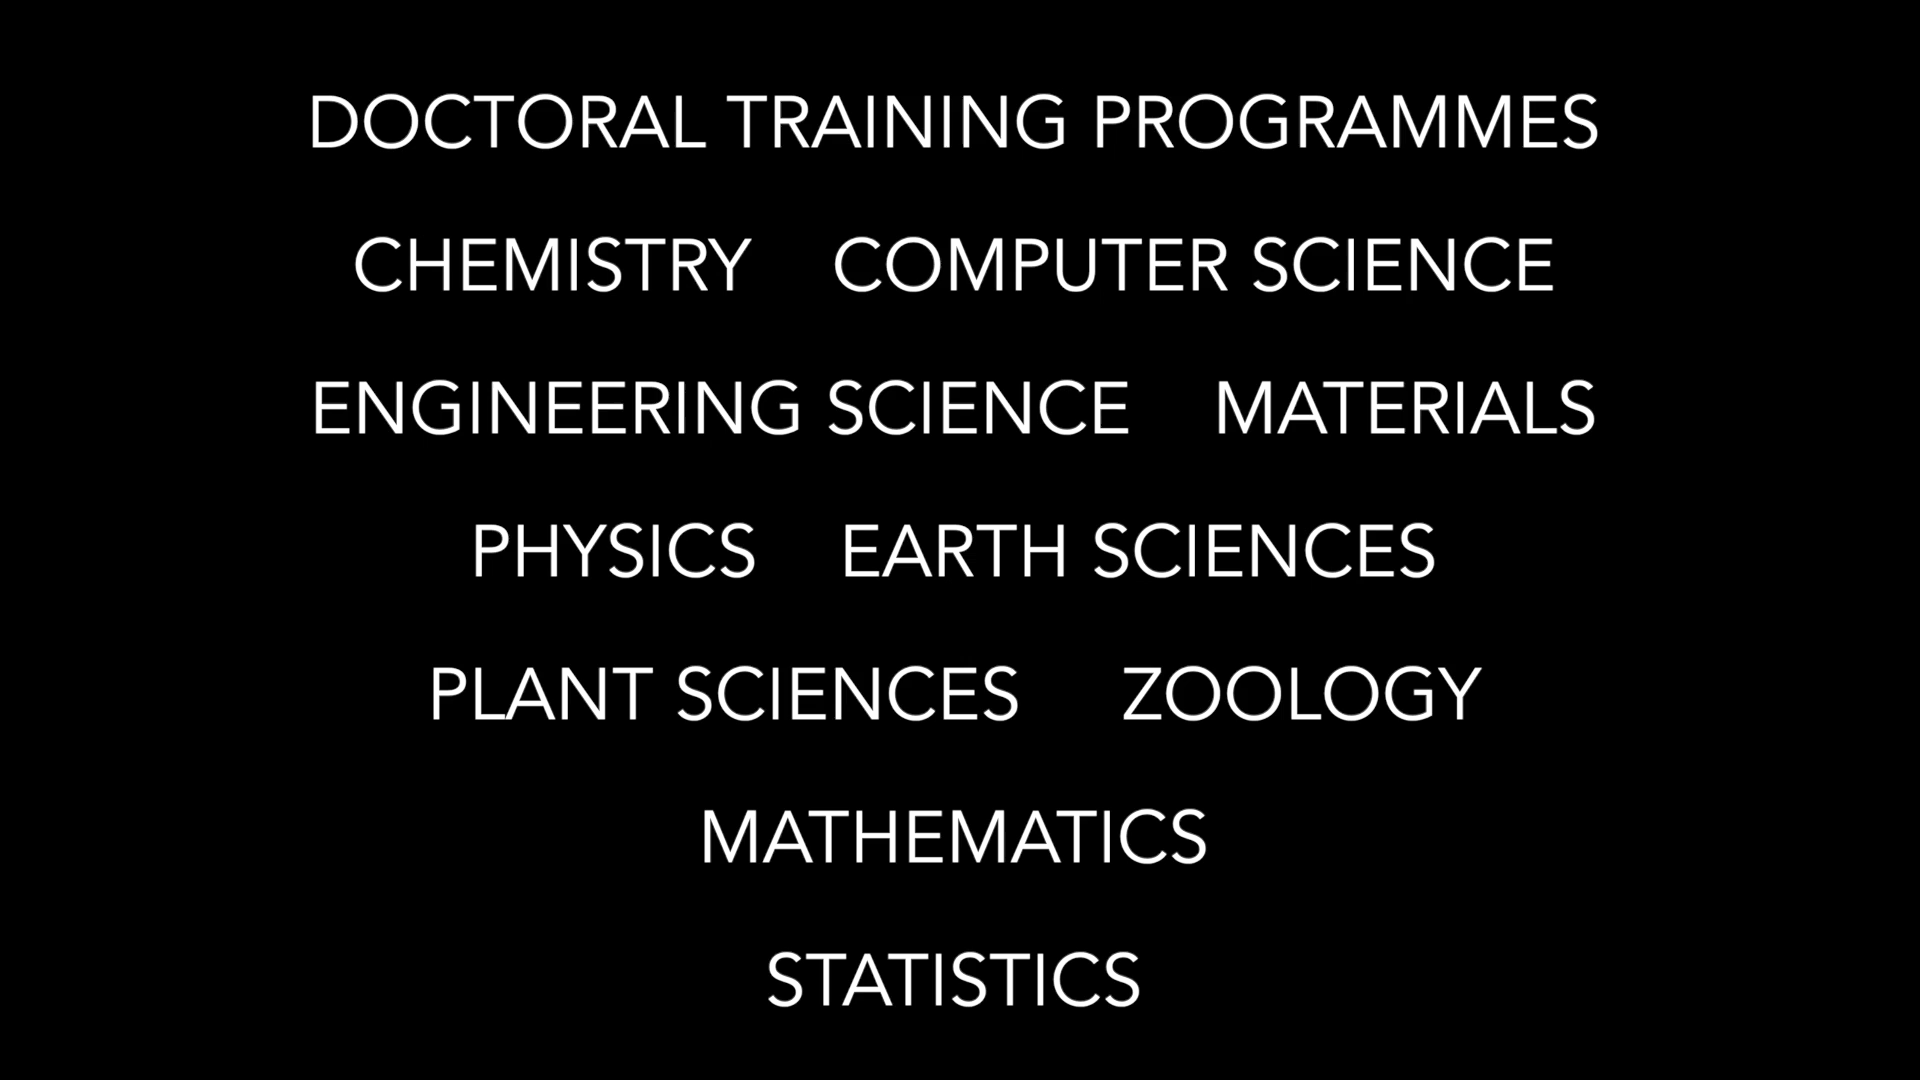 DOCTORAL TRAINING PROGRAMMES
CHEMISTRY COMPUTER SCIENCE
ENGINEERING SCIENCE MATERIALS
PHYSICS EARTH SCIENCES
PLANT SCIENCES ZOOLOGY
MATHEMATICS
STATISTICS